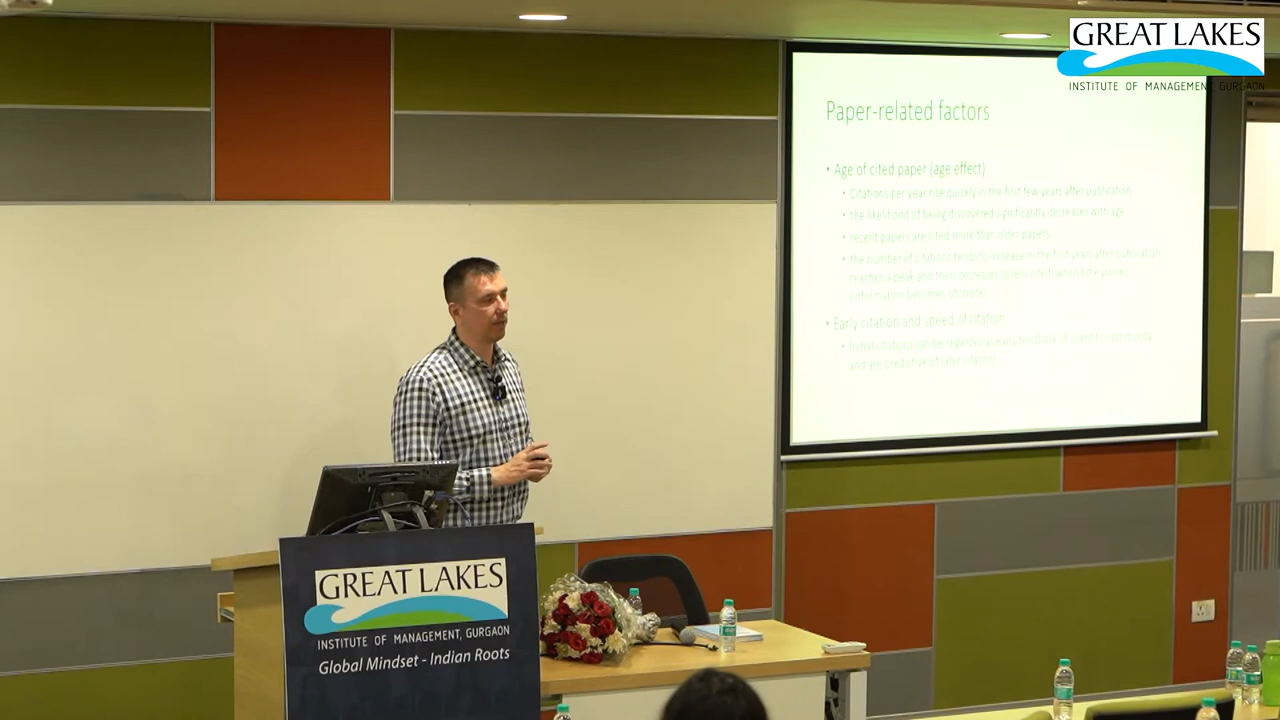 GREAT LAKES
INSTITUTE OF MANAGEMENT, GURGAON
Paper-related factors
• Age of cited paper (age effect)
• Citations per year rise quickly in the first few years after publication
• the likelihood of being discovered significantly decreases with age
• recent papers are cited more than older papers
• the number of citations tends to increase in the first years after publication,
reaches a peak and then decreases (is less cited) when time passes
(information becomes obsolete)
• Early citation and speed of citation
• Initial citations can be regarded as early feedback of scientific community
and are predictive of later citations
GREAT LAKES
INSTITUTE OF MANAGEMENT, GURGAON
Global Mindset - Indian Roots